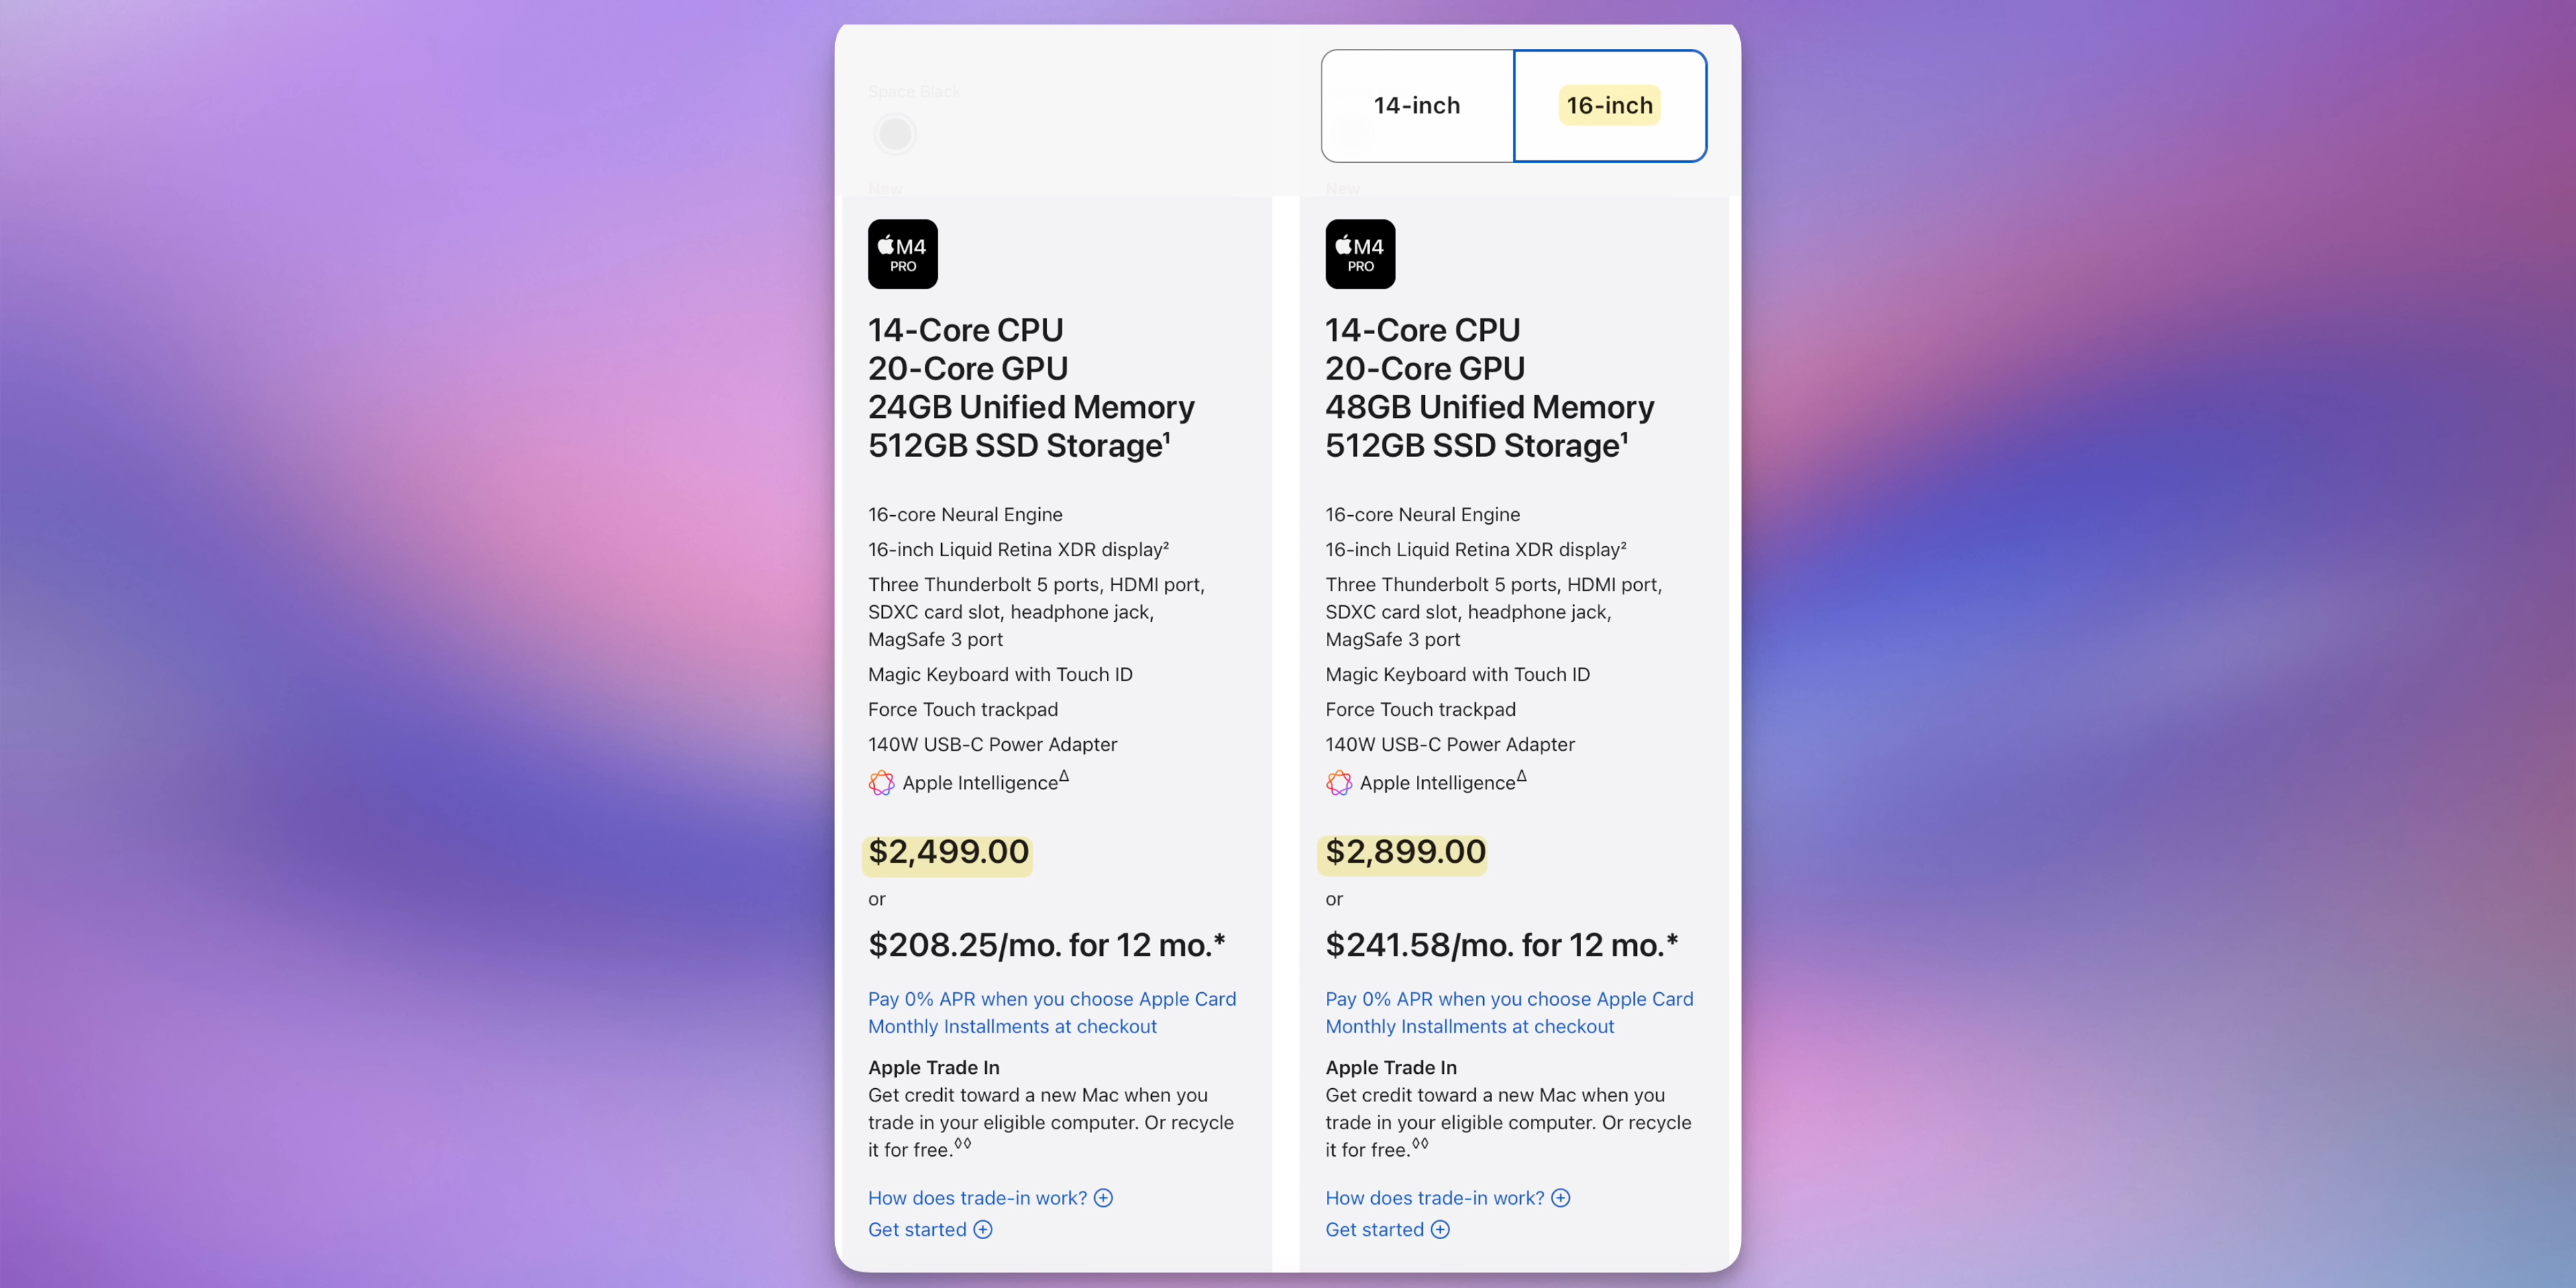 14-inch
16-inch
Space Black
New
M4
PRO
14-Core CPU
20-Core GPU
24GB Unified Memory
512GB SSD Storage¹
16-core Neural Engine
16-inch Liquid Retina XDR display²
Three Thunderbolt 5 ports, HDMI port,
SDXC card slot, headphone jack,
MagSafe 3 port
Magic Keyboard with Touch ID
Force Touch trackpad
140W USB-C Power Adapter
Apple Intelligence^Δ
$2,499.00
or
$208.25/mo. for 12 mo.*
Pay 0% APR when you choose Apple Card
Monthly Installments at checkout
Apple Trade In
Get credit toward a new Mac when you
trade in your eligible computer. Or recycle
it for free.◊◊
How does trade-in work?
Get started
New
M4
PRO
14-Core CPU
20-Core GPU
48GB Unified Memory
512GB SSD Storage¹
16-core Neural Engine
16-inch Liquid Retina XDR display²
Three Thunderbolt 5 ports, HDMI port,
SDXC card slot, headphone jack,
MagSafe 3 port
Magic Keyboard with Touch ID
Force Touch trackpad
140W USB-C Power Adapter
Apple Intelligence^Δ
$2,899.00
or
$241.58/mo. for 12 mo.*
Pay 0% APR when you choose Apple Card
Monthly Installments at checkout
Apple Trade In
Get credit toward a new Mac when you
trade in your eligible computer. Or recycle
it for free.◊◊
How does trade-in work?
Get started